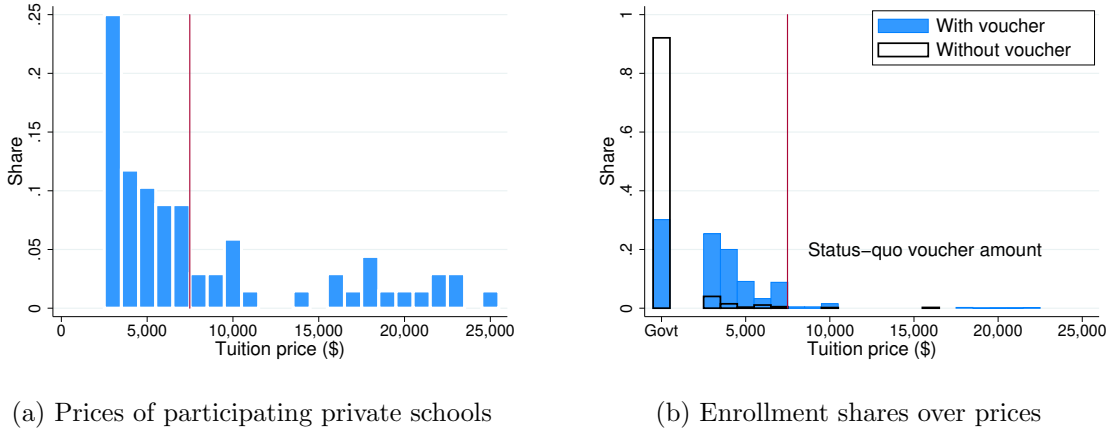 .25
.2
.15
.1
.05
0
Share
0 5,000 10,000 15,000 20,000 25,000
Tuition price ($)
(a) Prices of participating private schools
1
.8
.6
.4
.2
0
Share
With voucher
Without voucher
Status−quo voucher amount
Govt 5,000 10,000 15,000 20,000 25,000
Tuition price ($)
(b) Enrollment shares over prices